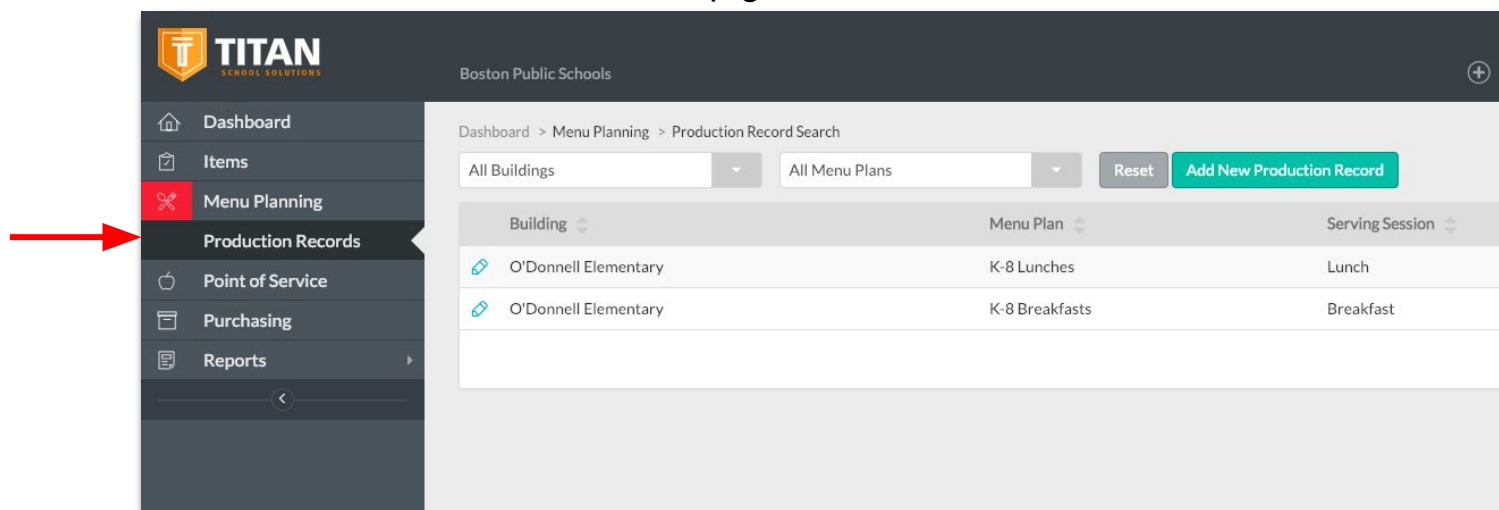 TITAN
SCHOOL SOLUTIONS
Boston Public Schools
Dashboard
Items
Menu Planning
Production Records
Point of Service
Purchasing
Reports
Dashboard > Menu Planning > Production Record Search
All Buildings All Menu Plans Reset Add New Production Record
Building Menu Plan Serving Session
O'Donnell Elementary K-8 Lunches Lunch
O'Donnell Elementary K-8 Breakfasts Breakfast